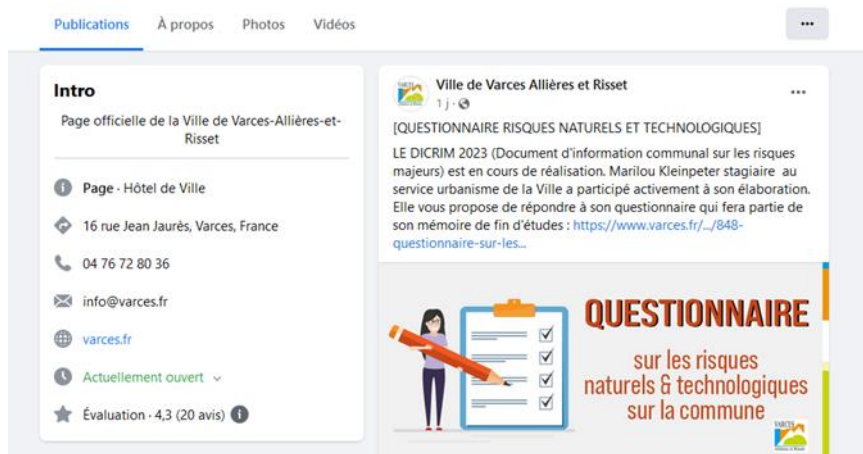 Publications À propos Photos Vidéos
Intro
Page officielle de la Ville de Varces-Allières-et-
Risset
Page · Hôtel de Ville
16 rue Jean Jaurès, Varces, France
04 76 72 80 36
info@varces.fr
varces.fr
Actuellement ouvert
Évaluation · 4,3 (20 avis)
Ville de Varces Allières et Risset
1 j ·
[QUESTIONNAIRE RISQUES NATURELS ET TECHNOLOGIQUES]
LE DICRIM 2023 (Document d'information communal sur les risques
majeurs) est en cours de réalisation. Marilou Kleinpeter stagiaire au
service urbanisme de la Ville a participé activement à son élaboration.
Elle vous propose de répondre à son questionnaire qui fera partie de
son mémoire de fin d'études : https://www.varces.fr/.../848-
questionnaire-sur-les...
QUESTIONNAIRE
sur les risques
naturels & technologiques
sur la commune
VARCES